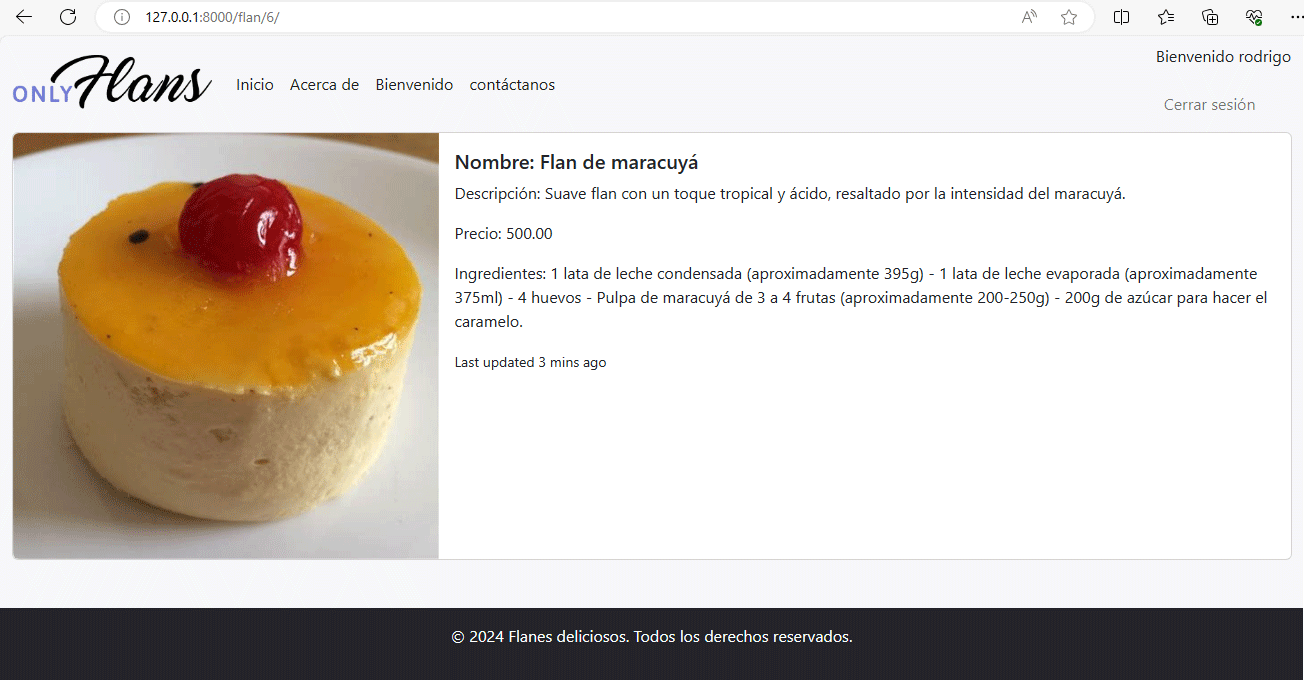 127.0.0.1:8000/flan/6/
Bienvenido rodrigo
ONLY Flans
Inicio Acerca de Bienvenido contáctanos
Cerrar sesión
Nombre: Flan de maracuyá
Descripción: Suave flan con un toque tropical y ácido, resaltado por la intensidad del maracuyá.
Precio: 500.00
Ingredientes: 1 lata de leche condensada (aproximadamente 395g) - 1 lata de leche evaporada (aproximadamente
375ml) - 4 huevos - Pulpa de maracuyá de 3 a 4 frutas (aproximadamente 200-250g) - 200g de azúcar para hacer el
caramelo.
Last updated 3 mins ago
© 2024 Flanes deliciosos. Todos los derechos reservados.